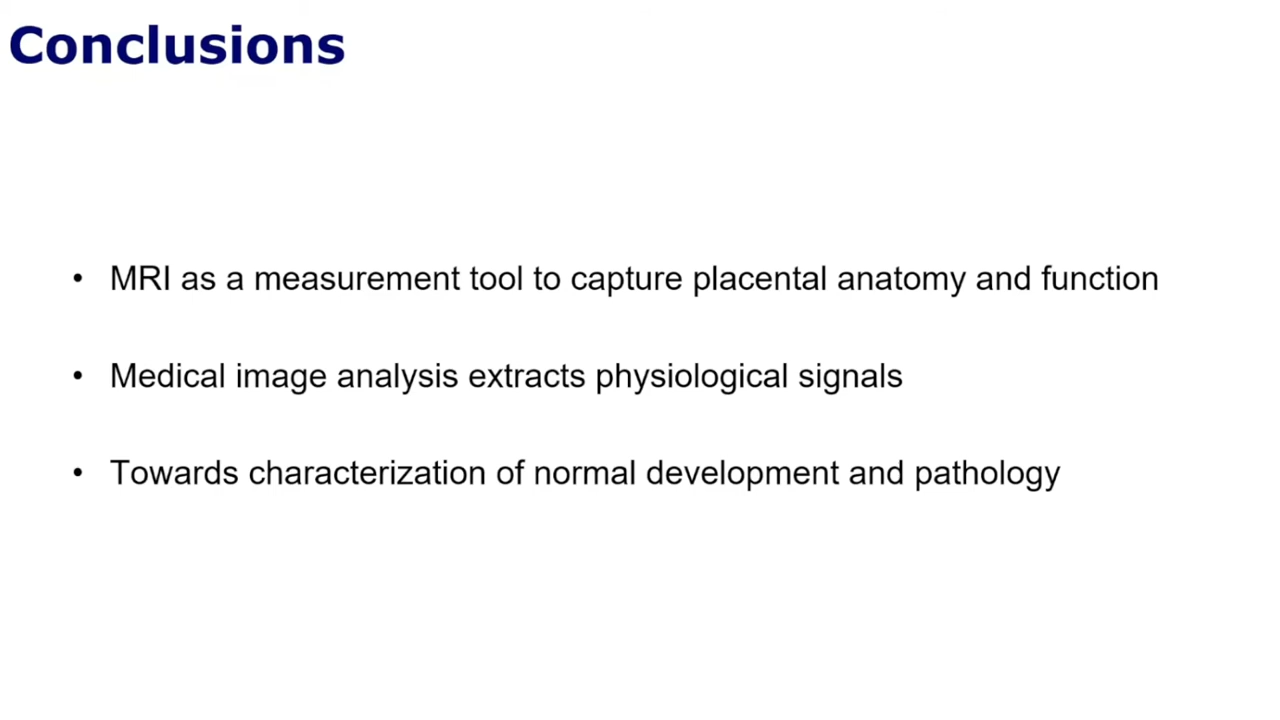 Conclusions
• MRI as a measurement tool to capture placental anatomy and function
• Medical image analysis extracts physiological signals
• Towards characterization of normal development and pathology